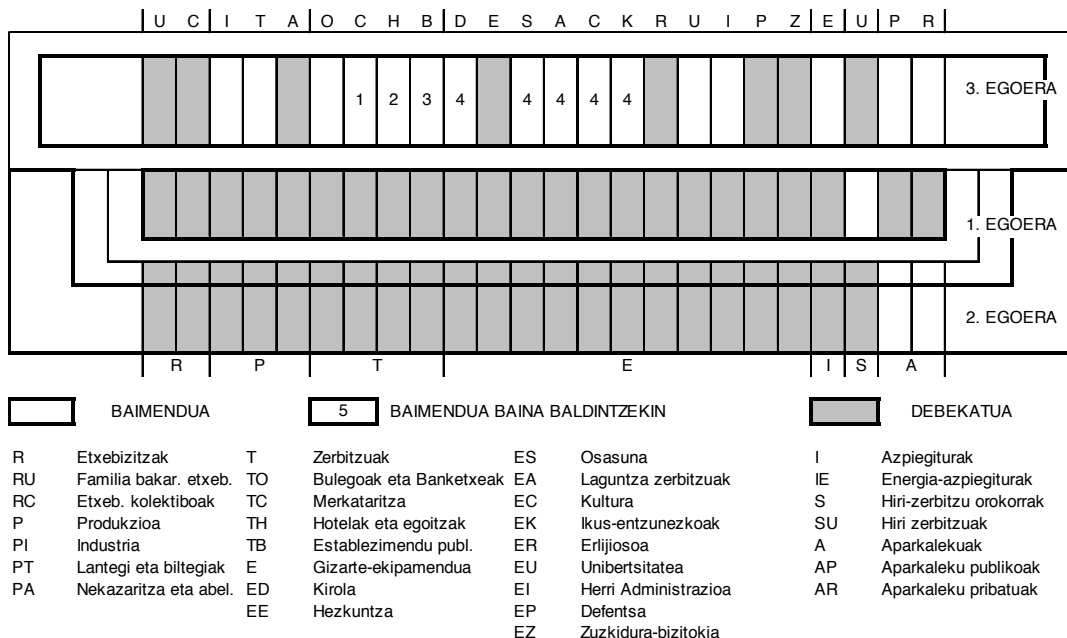 U C I T A O C H B D E S A C K R U I P Z E U P R
1 2 3 4 4 4 4 4 3. EGOERA
1. EGOERA
2. EGOERA
R P T E I S A
BAIMENDUA 5 BAIMENDUA BAINA BALDINTZEKIN DEBEKATUA
R Etxebizitzak T Zerbitzuak ES Osasuna I Azpiegiturak
RU Familia bakar. etxeb. TO Bulegoak eta Banketxeak EA Laguntza zerbitzuak IE Energia-azpiegiturak
RC Etxeb. kolektiboak TC Merkataritza EC Kultura S Hiri-zerbitzu orokorrak
P Produkzioa TH Hotelak eta egoitzak EK Ikus-entzunezkoak SU Hiri zerbitzuak
PI Industria TB Establezimendu publ. ER Erlijiosoa A Aparkalekuak
PT Lantegi eta biltegiak E Gizarte-ekipamendua EU Unibertsitatea AP Aparkaleku publikoak
PA Nekazaritza eta abel. ED Kirola EI Herri Administrazioa AR Aparkaleku pribatuak
EE Hezkuntza EP Defentsa
EZ Zuzkidura-bizitokia